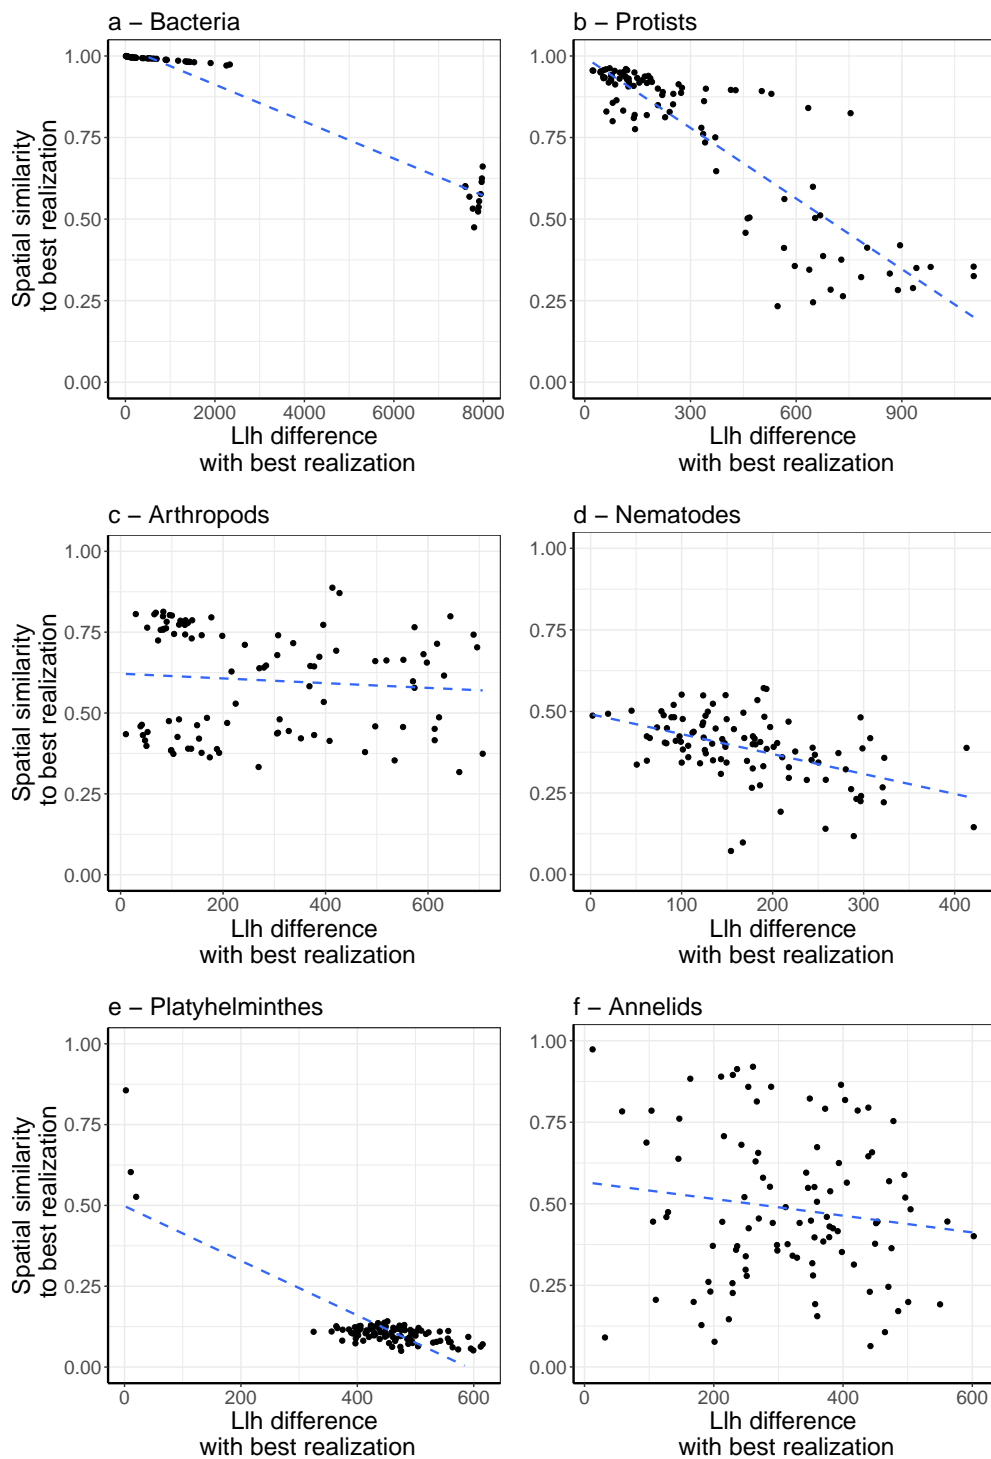 a – Bacteria
Spatial similarity
to best realization
1.00
0.75
0.50
0.25
0.00
0 2000 4000 6000 8000
Llh difference
with best realization
b – Protists
1.00
0.75
0.50
0.25
0.00
0 300 600 900
Llh difference
with best realization
c – Arthropods
Spatial similarity
to best realization
1.00
0.75
0.50
0.25
0.00
0 200 400 600
Llh difference
with best realization
d – Nematodes
1.00
0.75
0.50
0.25
0.00
0 100 200 300 400
Llh difference
with best realization
e – Platyhelminthes
Spatial similarity
to best realization
1.00
0.75
0.50
0.25
0.00
0 200 400 600
Llh difference
with best realization
f – Annelids
1.00
0.75
0.50
0.25
0.00
0 200 400 600
Llh difference
with best realization